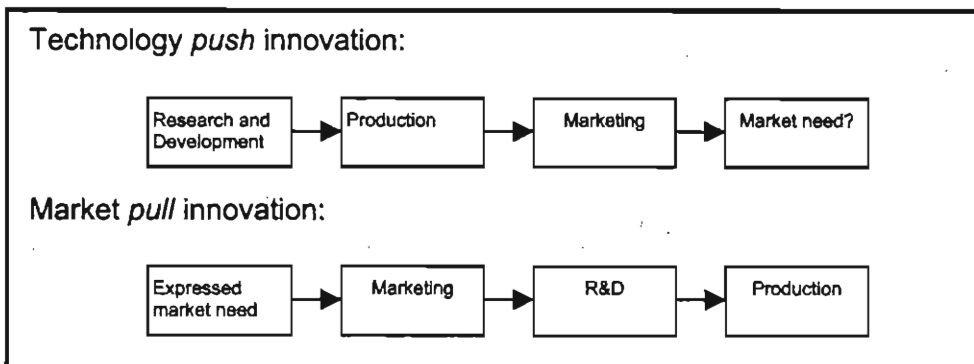 Technology push innovation:
Research and
Development
Production
Marketing
Market need?
Market pull innovation:
Expressed
market need
Marketing
R&D
Production